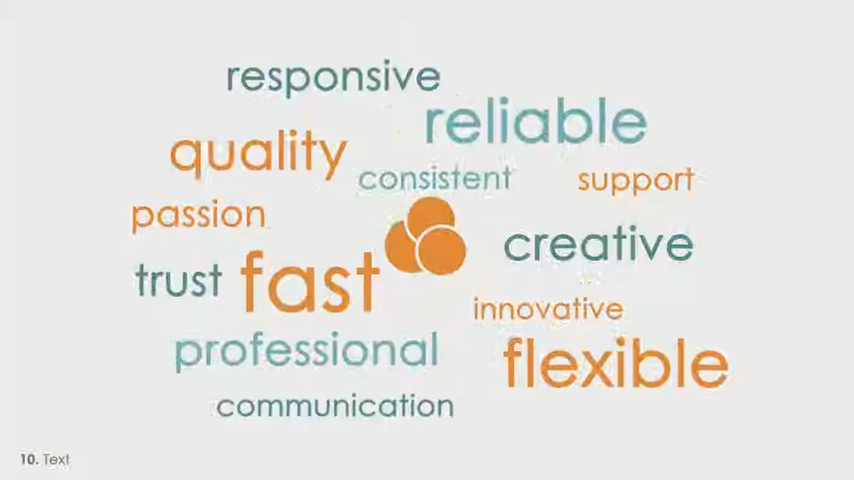 responsive
reliable
quality
consistent
support
passion
creative
trust
fast
innovative
professional
flexible
communication
10. Text